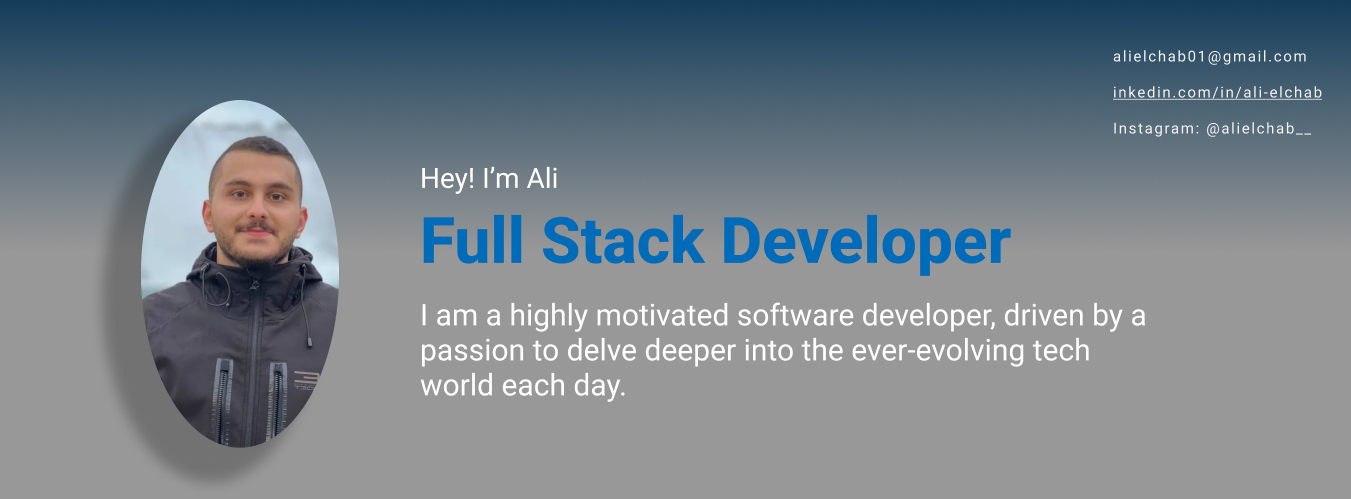 alielchab01@gmail.com
inkedin.com/in/ali-elchab
Instagram: @alielchab__
Hey! I’m Ali
Full Stack Developer
I am a highly motivated software developer, driven by a
passion to delve deeper into the ever-evolving tech
world each day.